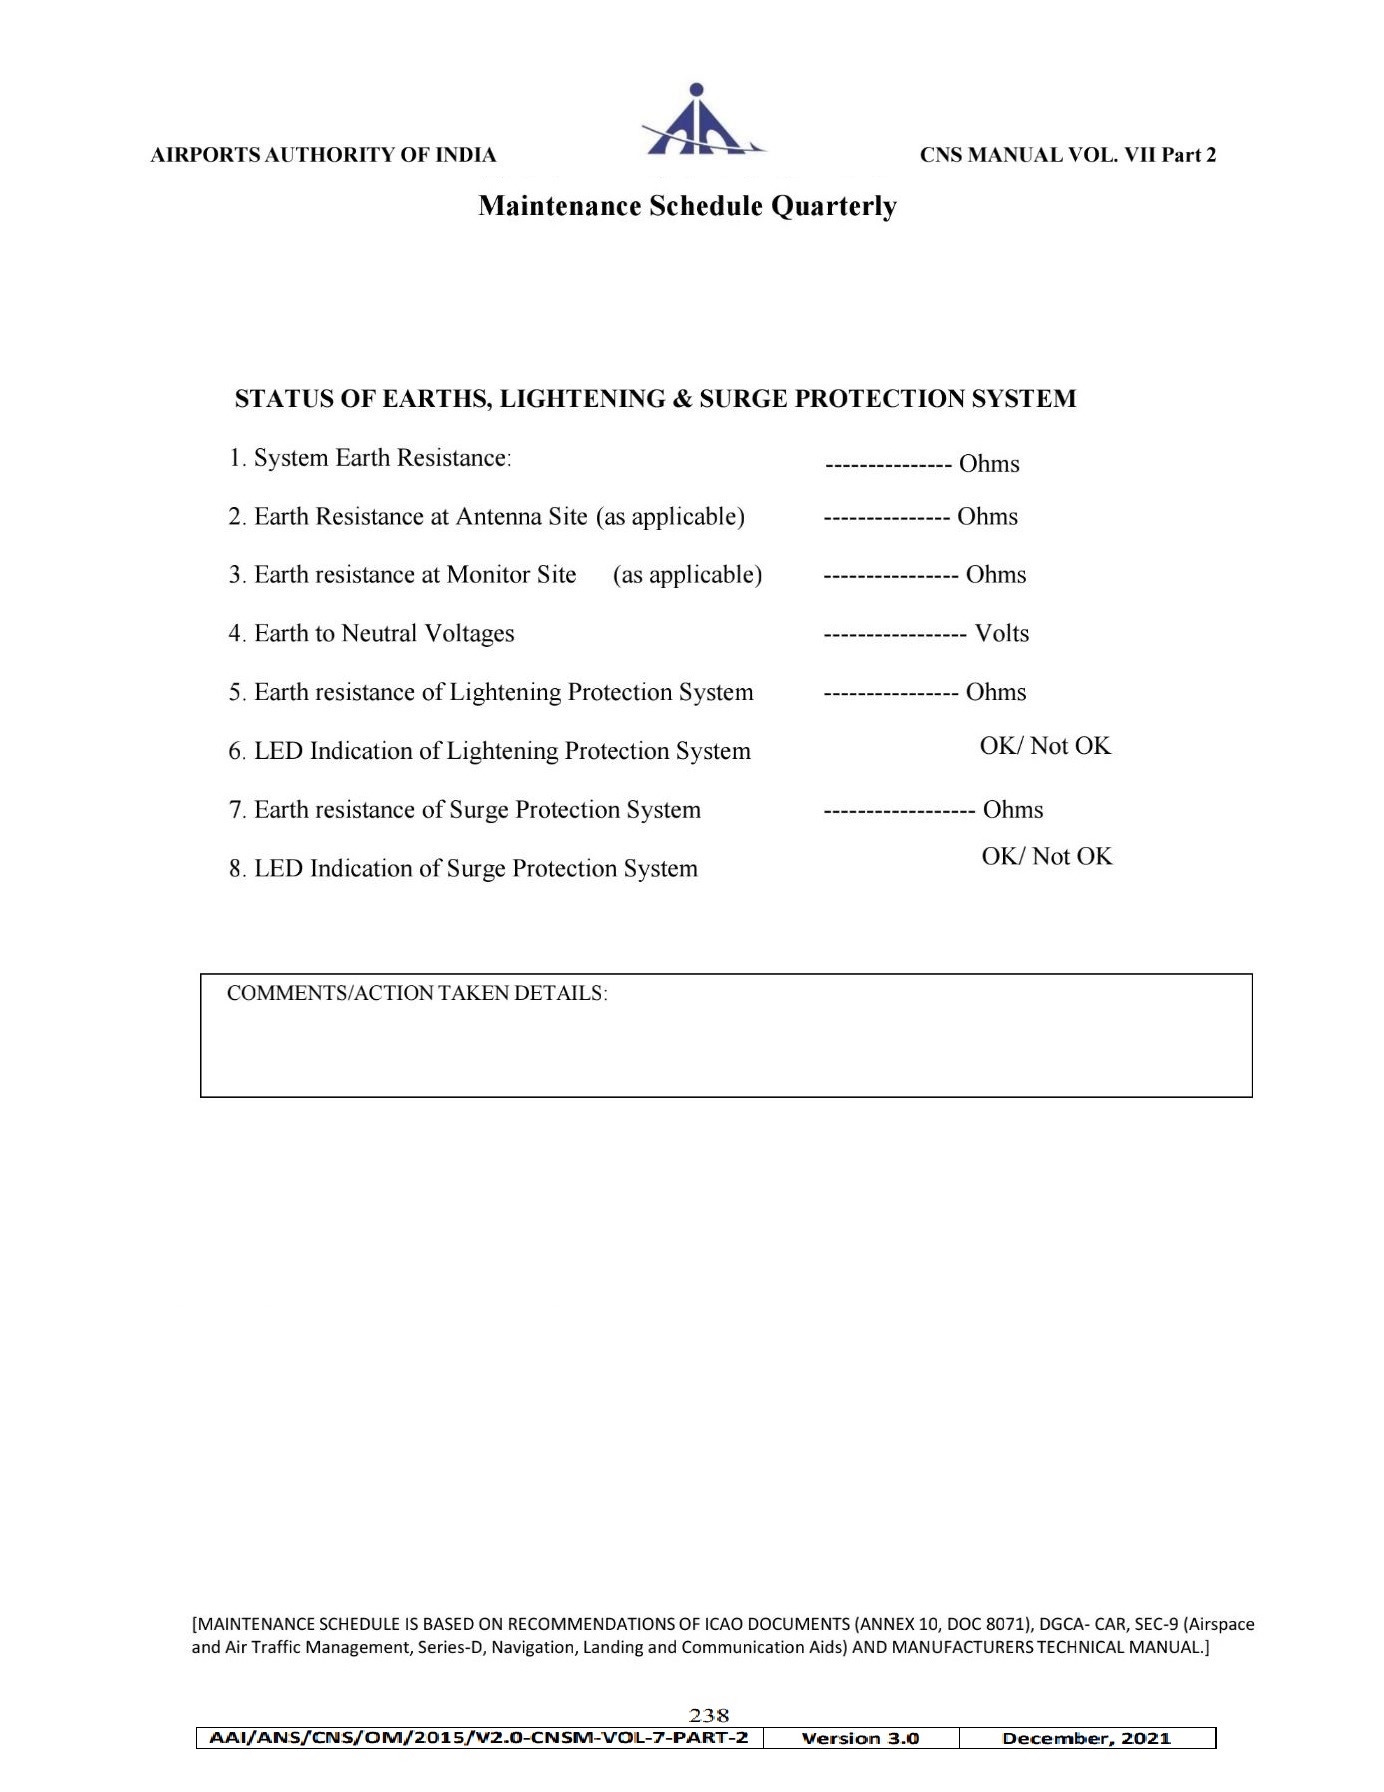 AIRPORTS AUTHORITY OF INDIA
CNS MANUAL VOL. VII Part 2
Maintenance Schedule Quarterly
STATUS OF EARTHS, LIGHTENING & SURGE PROTECTION SYSTEM
1. System Earth Resistance: --------------- Ohms
2. Earth Resistance at Antenna Site (as applicable) --------------- Ohms
3. Earth resistance at Monitor Site (as applicable) ---------------- Ohms
4. Earth to Neutral Voltages ----------------- Volts
5. Earth resistance of Lightening Protection System ---------------- Ohms
6. LED Indication of Lightening Protection System OK/ Not OK
7. Earth resistance of Surge Protection System ------------------ Ohms
8. LED Indication of Surge Protection System OK/ Not OK
COMMENTS/ACTION TAKEN DETAILS:
[MAINTENANCE SCHEDULE IS BASED ON RECOMMENDATIONS OF ICAO DOCUMENTS (ANNEX 10, DOC 8071), DGCA- CAR, SEC-9 (Airspace
and Air Traffic Management, Series-D, Navigation, Landing and Communication Aids) AND MANUFACTURERS TECHNICAL MANUAL.]
238
AAI/ANS/CNS/OM/2015/V2.0-CNSM-VOL-7-PART-2 Version 3.0 December, 2021